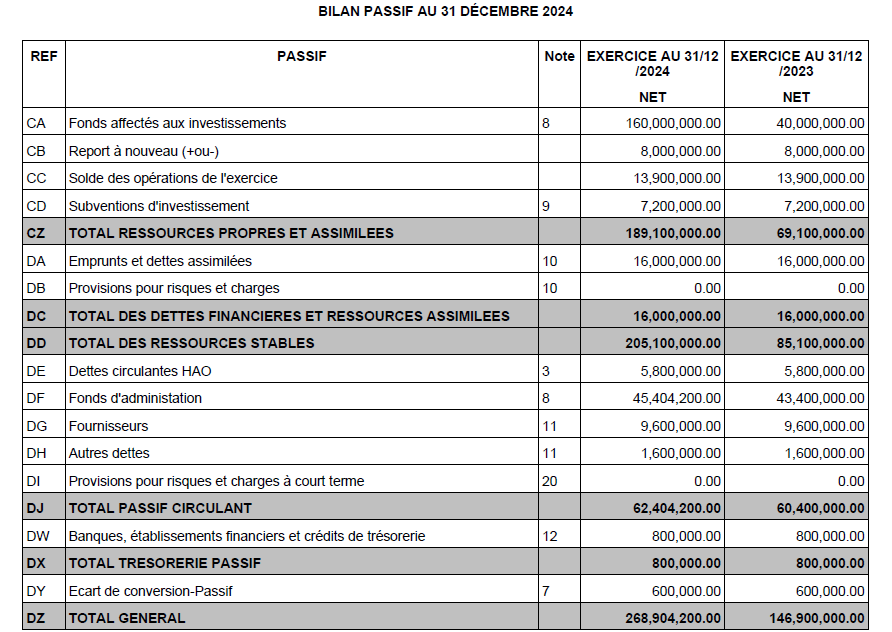 BILAN PASSIF AU 31 DÉCEMBRE 2024
REF PASSIF Note EXERCICE AU 31/12 /2024 NET EXERCICE AU 31/12 /2023 NET
CA Fonds affectés aux investissements 8 160,000,000.00 40,000,000.00
CB Report à nouveau (+ou-) 8,000,000.00 8,000,000.00
CC Solde des opérations de l'exercice 13,900,000.00 13,900,000.00
CD Subventions d'investissement 9 7,200,000.00 7,200,000.00
CZ TOTAL RESSOURCES PROPRES ET ASSIMILEES 189,100,000.00 69,100,000.00
DA Emprunts et dettes assimilées 10 16,000,000.00 16,000,000.00
DB Provisions pour risques et charges 10 0.00 0.00
DC TOTAL DES DETTES FINANCIERES ET RESSOURCES ASSIMILEES 16,000,000.00 16,000,000.00
DD TOTAL DES RESSOURCES STABLES 205,100,000.00 85,100,000.00
DE Dettes circulantes HAO 3 5,800,000.00 5,800,000.00
DF Fonds d'administation 8 45,404,200.00 43,400,000.00
DG Fournisseurs 11 9,600,000.00 9,600,000.00
DH Autres dettes 11 1,600,000.00 1,600,000.00
DI Provisions pour risques et charges à court terme 20 0.00 0.00
DJ TOTAL PASSIF CIRCULANT 62,404,200.00 60,400,000.00
DW Banques, établissements financiers et crédits de trésorerie 12 800,000.00 800,000.00
DX TOTAL TRESORERIE PASSIF 800,000.00 800,000.00
DY Ecart de conversion-Passif 7 600,000.00 600,000.00
DZ TOTAL GENERAL 268,904,200.00 146,900,000.00